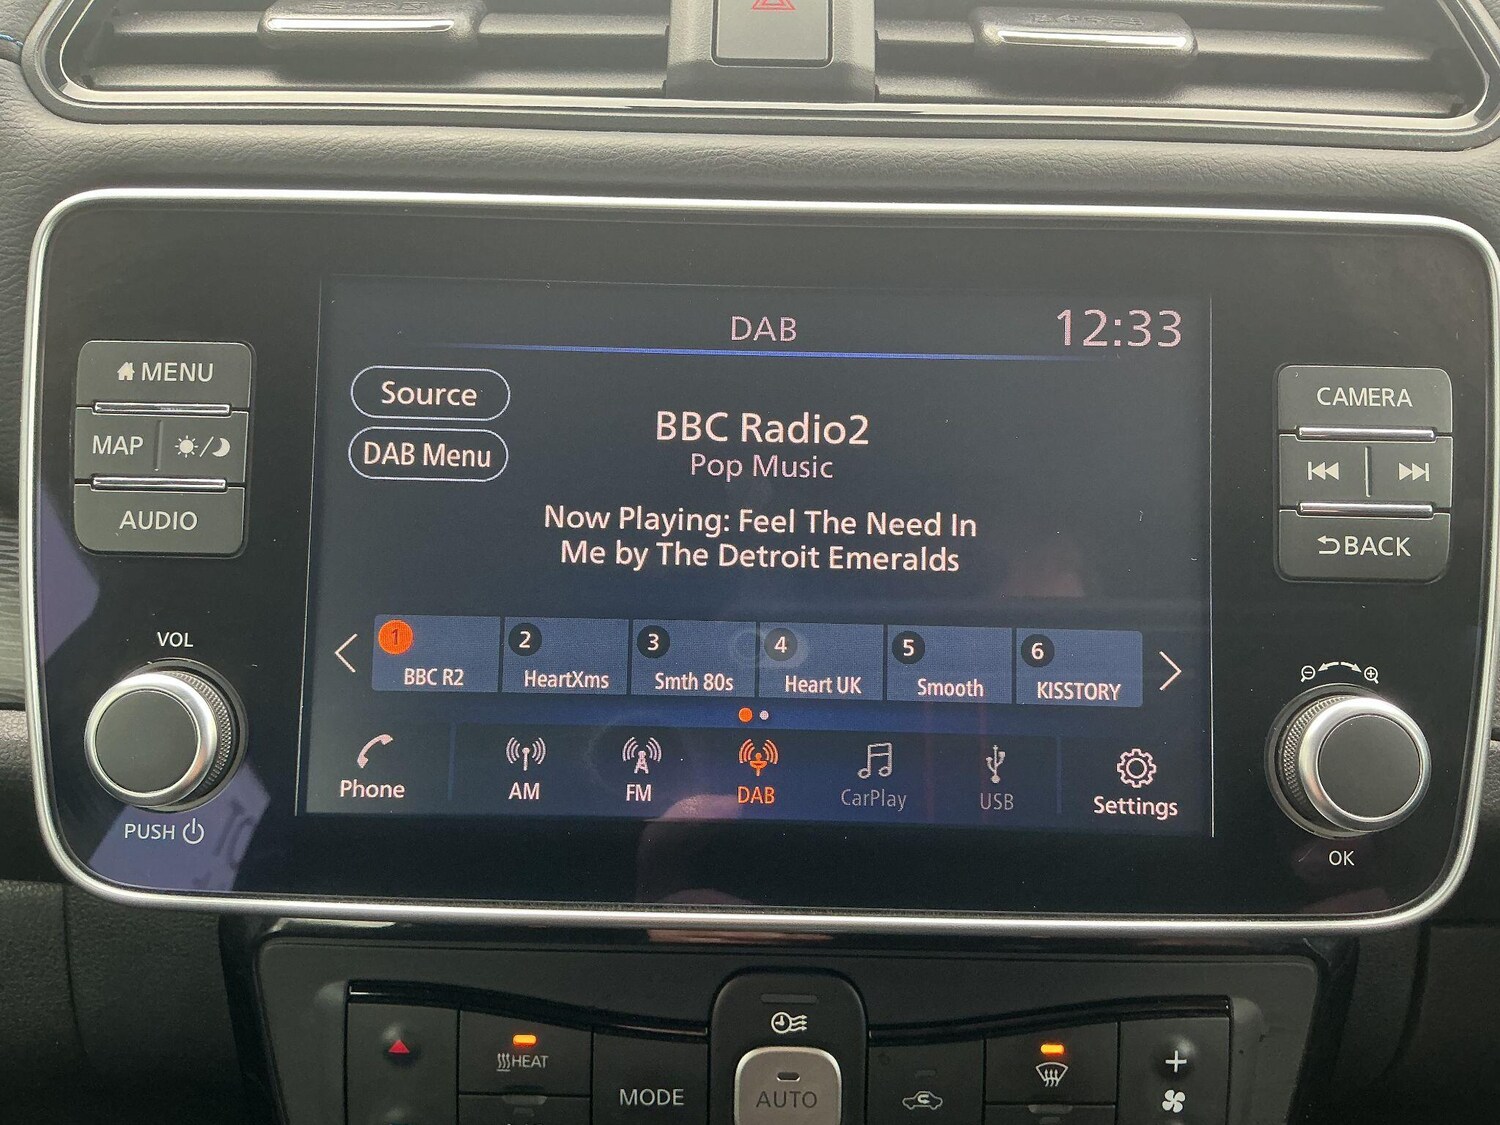 DAB
12:33
MENU
Source
CAMERA
BBC Radio2
MAP
DAB Menu
Pop Music
AUDIO
Now Playing: Feel The Need In
Me by The Detroit Emeralds
BACK
VOL
1
2
3
4
5
6
BBC R2
HeartXms
Smth 80s
Heart UK
Smooth
KISSTORY
Phone
AM
FM
DAB
CarPlay
USB
Settings
PUSH
OK
HEAT
MODE
AUTO